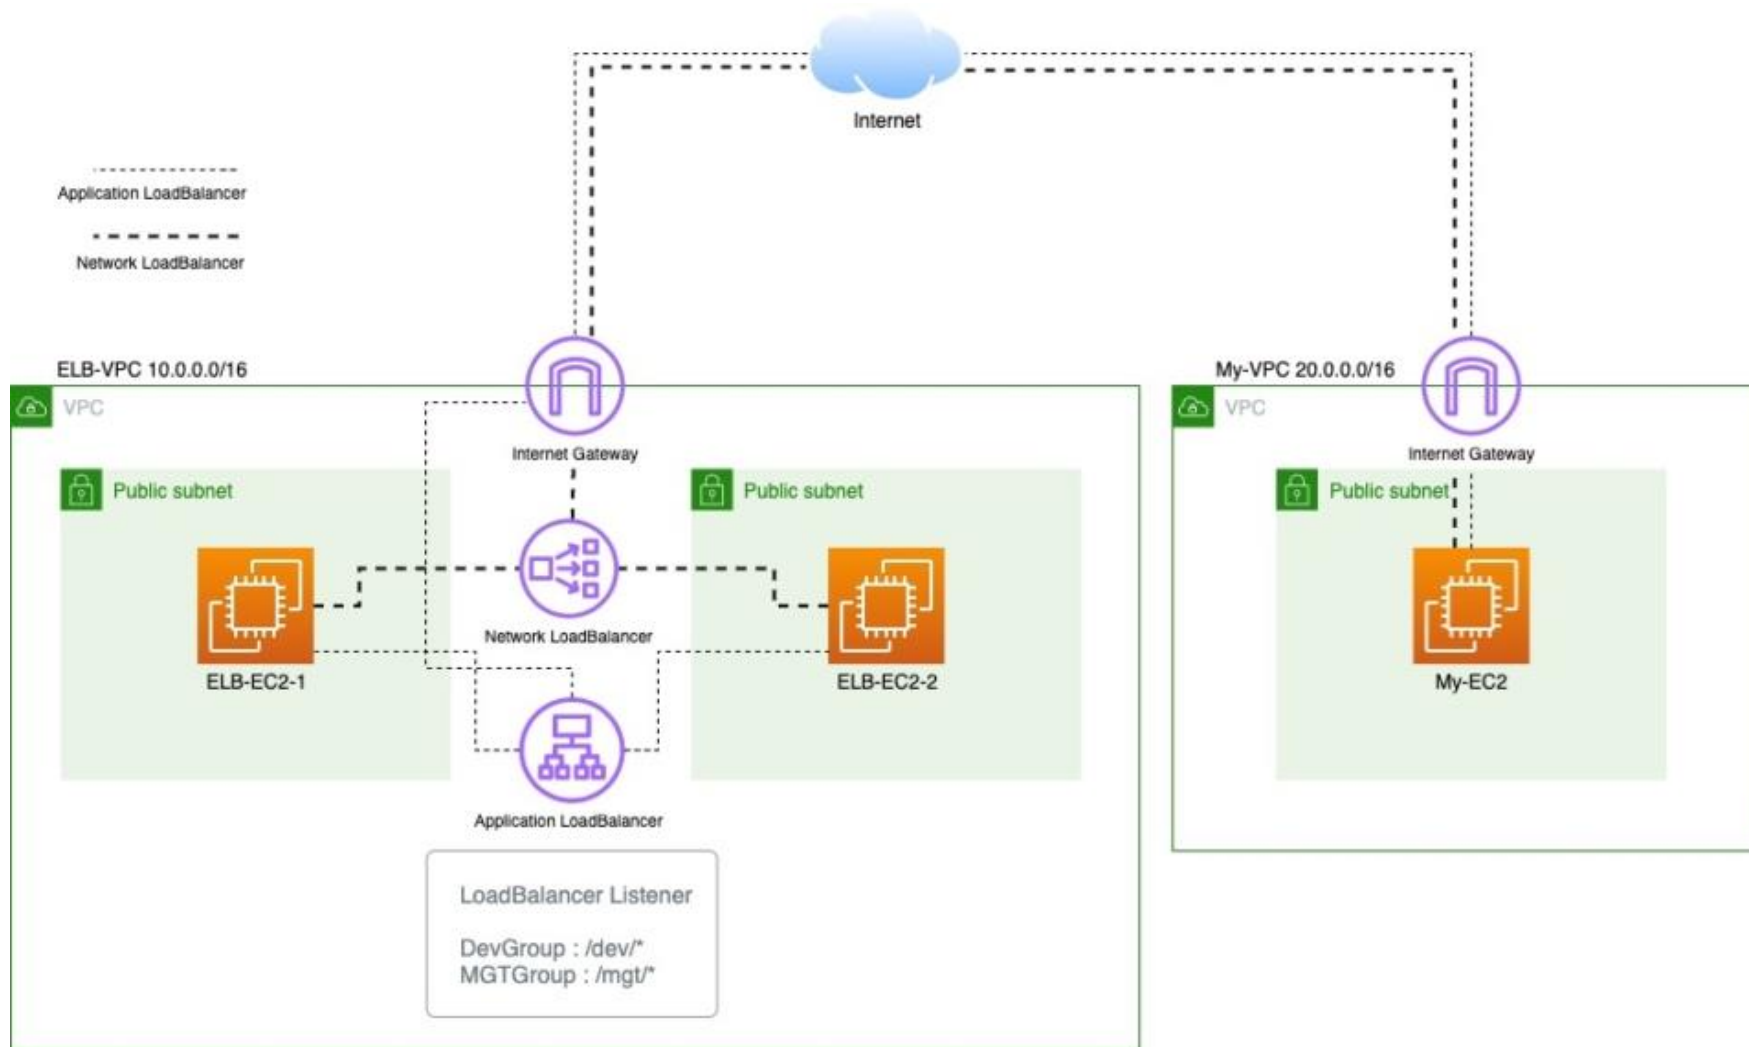 Internet
Application LoadBalancer
Network LoadBalancer
ELB-VPC 10.0.0.0/16
My-VPC 20.0.0.0/16
VPC
VPC
Internet Gateway
Internet Gateway
Public subnet
Public subnet
Public subnet
Network LoadBalancer
ELB-EC2-1
ELB-EC2-2
My-EC2
Application LoadBalancer
LoadBalancer Listener
DevGroup : /dev/*
MGTGroup : /mgt/*